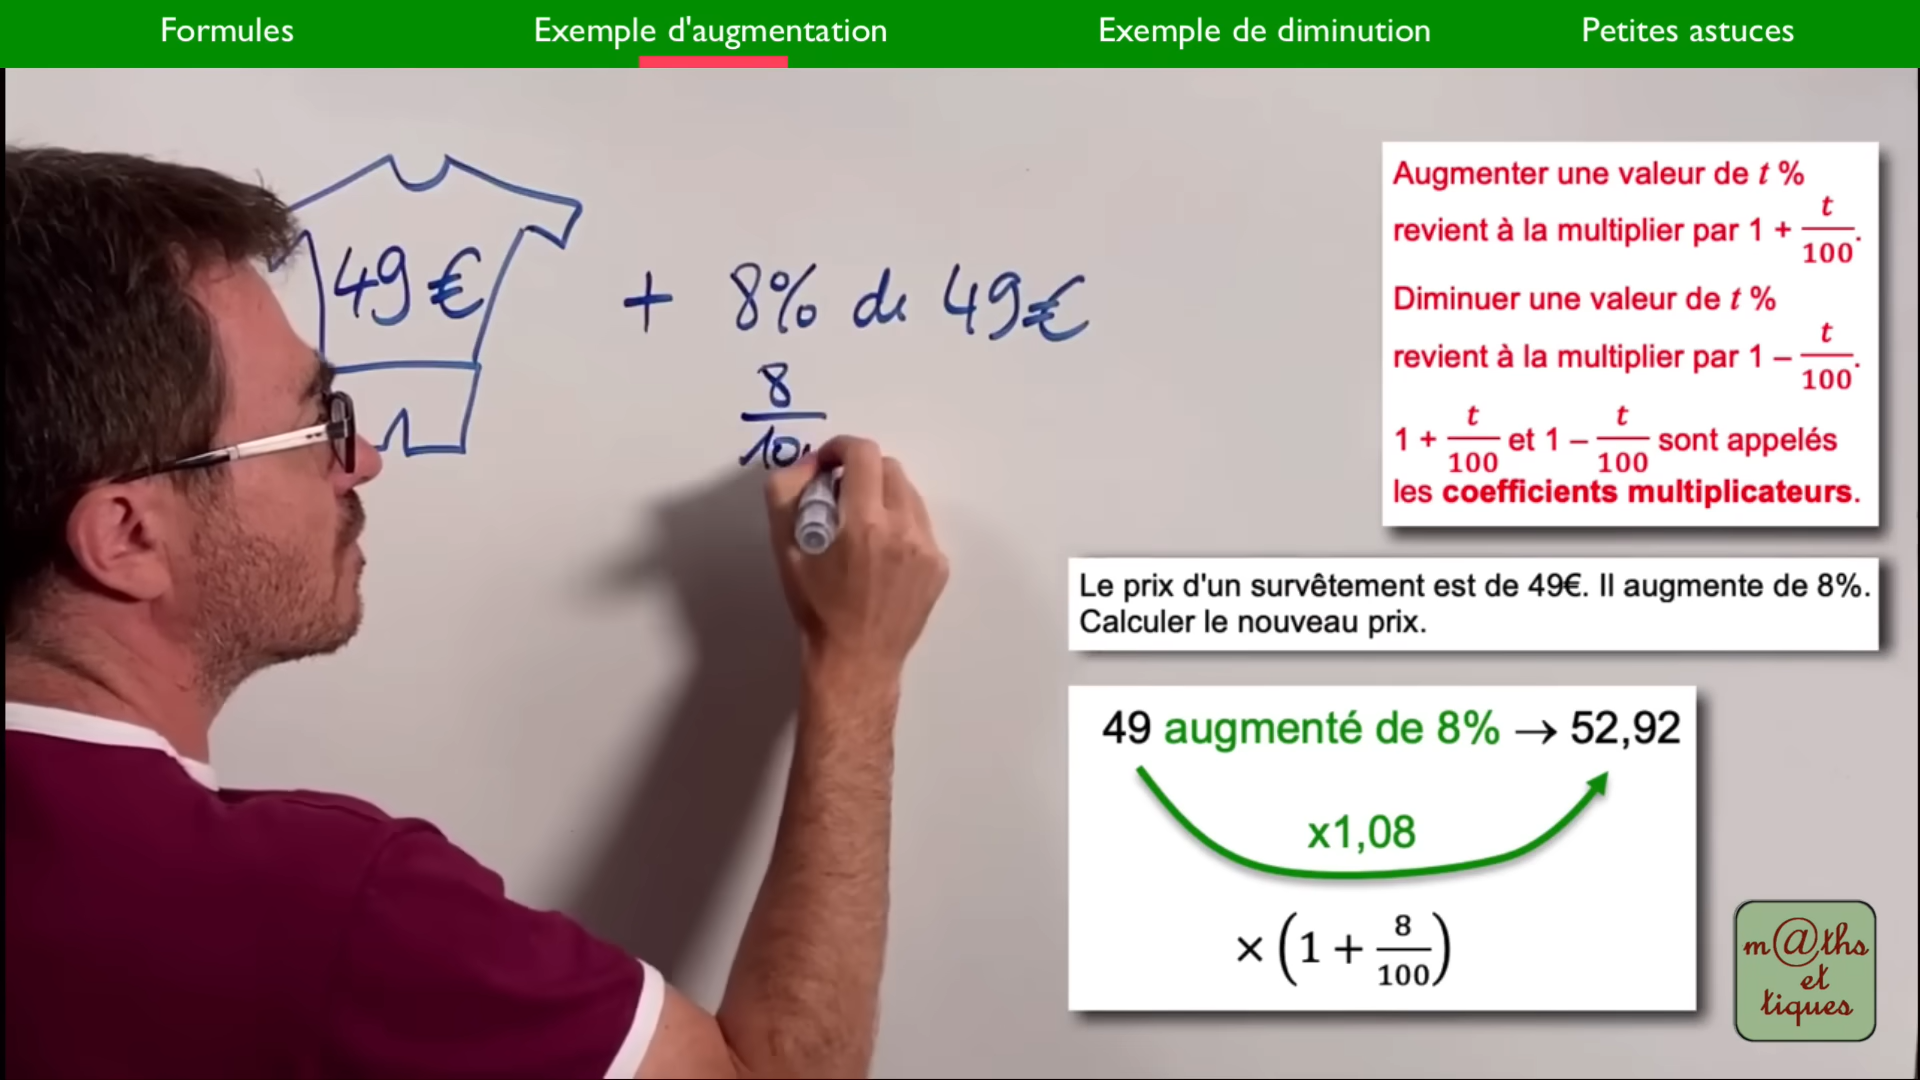 Formules
Exemple d'augmentation
Exemple de diminution
Petites astuces
49€
+ 8% de 49€
8
10
Augmenter une valeur de t %
revient à la multiplier par 1 + t/100.
Diminuer une valeur de t %
revient à la multiplier par 1 – t/100.
1 + t/100 et 1 – t/100 sont appelés
les coefficients multiplicateurs.
Le prix d'un survêtement est de 49€. Il augmente de 8%.
Calculer le nouveau prix.
49 augmenté de 8% → 52,92
x1,08
× (1 + 8/100)
m@ths
et
tiques